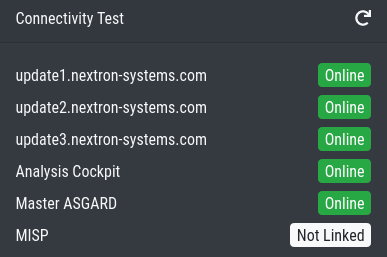 Connectivity Test
update1.nextron-systems.com Online
update2.nextron-systems.com Online
update3.nextron-systems.com Online
Analysis Cockpit Online
Master ASGARD Online
MISP Not Linked